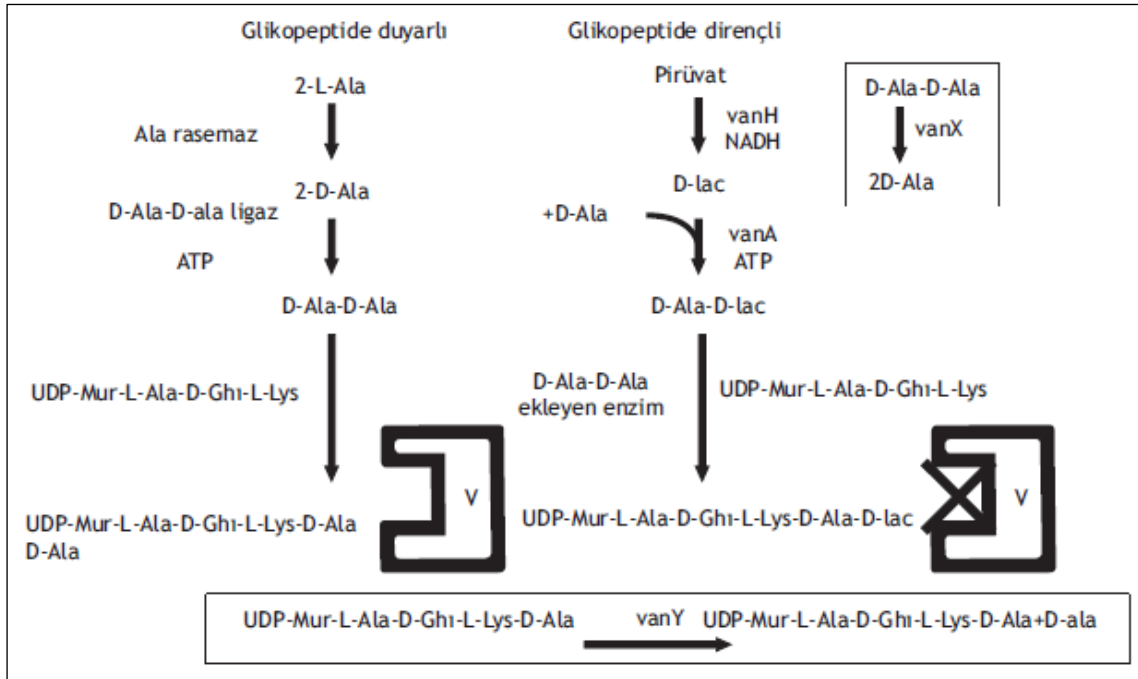 Glikopeptide duyarlı
2-L-Ala
Ala rasemaz
2-D-Ala
D-Ala-D-ala ligaz
ATP
D-Ala-D-Ala
UDP-Mur-L-Ala-D-Ghı-L-Lys
V
UDP-Mur-L-Ala-D-Ghı-L-Lys-D-Ala
D-Ala
Glikopeptide dirençli
Pirüvat
vanH
NADH
D-lac
+D-Ala
vanA
ATP
D-Ala-D-lac
D-Ala-D-Ala
ekleyen enzim
UDP-Mur-L-Ala-D-Ghı-L-Lys
V
UDP-Mur-L-Ala-D-Ghı-L-Lys-D-Ala-D-lac
D-Ala-D-Ala
vanX
2D-Ala
UDP-Mur-L-Ala-D-Ghı-L-Lys-D-Ala vanY UDP-Mur-L-Ala-D-Ghı-L-Lys-D-Ala+D-ala